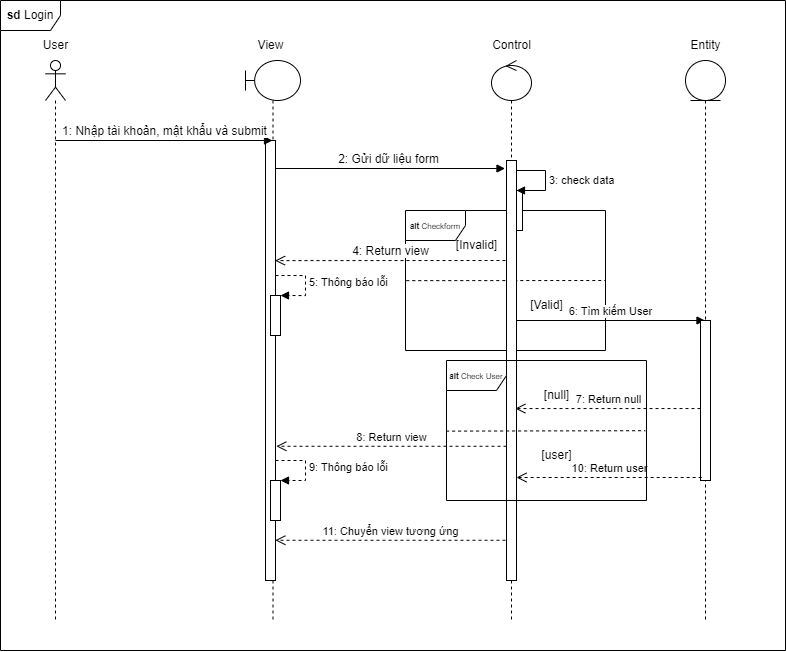 sd Login
User
View
Control
Entity
1: Nhập tài khoản, mật khẩu và submit
2: Gửi dữ liệu form
3: check data
alt Checkform
[Invalid]
4: Return view
5: Thông báo lỗi
[Valid]
6: Tìm kiếm User
alt Check User
[null]
7: Return null
8: Return view
[user]
9: Thông báo lỗi
10: Return user
11: Chuyển view tương ứng